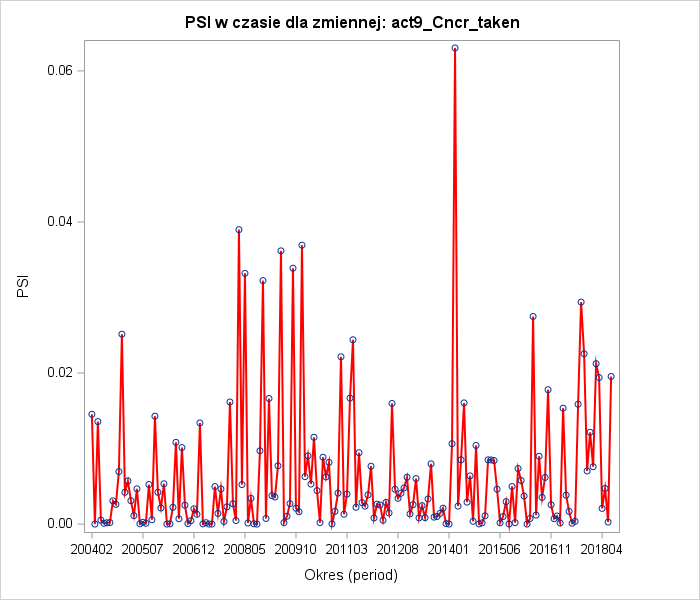 PSI w czasie dla zmiennej: act9_Cncr_taken
0.06
0.04
0.02
0.00
PSI
200402 200507 200612 200805 200910 201103 201208 201401 201506 201611 201804
Okres (period)